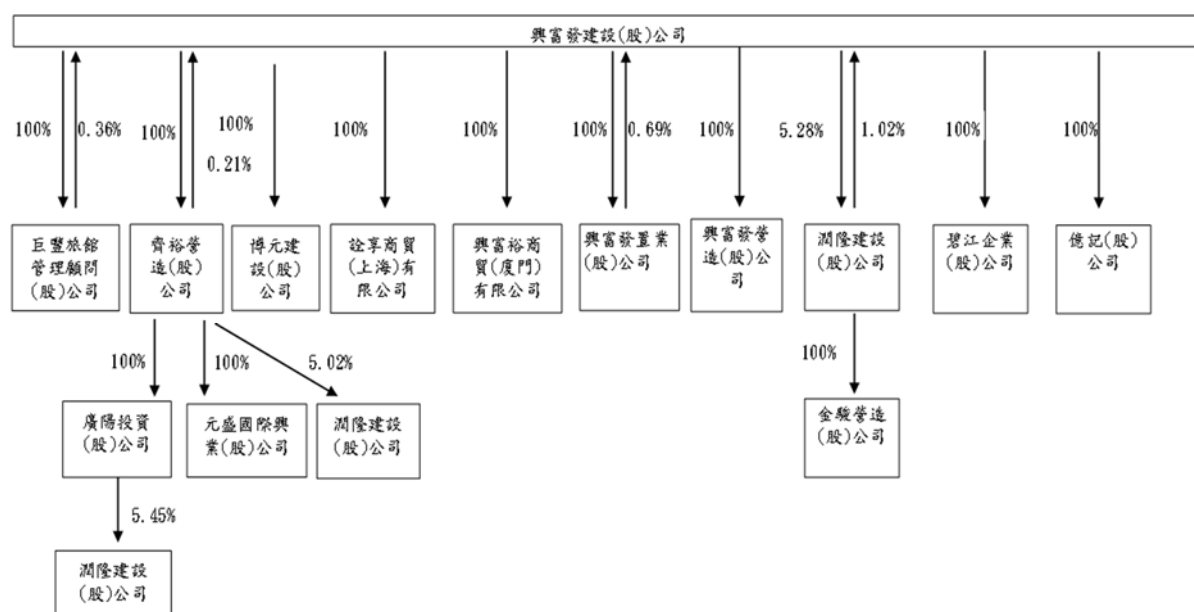 興富發建設(股)公司
100%
0.36%
100%
100%
0.21%
100%
100%
100%
0.69%
100%
5.28%
1.02%
100%
100%
巨豐旅館
管理顧問
(股)公司
齊裕營
造(股)
公司
博元建
設(股)
公司
詮享商貿
(上海)有
限公司
興富裕商
貿(廈門)
有限公司
興富發置業
(股)公司
興富發營
造(股)公
司
潤隆建設
(股)公司
碧江企業
(股)公司
億記(股)
公司
100%
100%
5.02%
100%
廣陽投資
(股)公司
元盛國際興
業(股)公司
潤隆建設
(股)公司
金駿營造
(股)公司
5.45%
潤隆建設
(股)公司